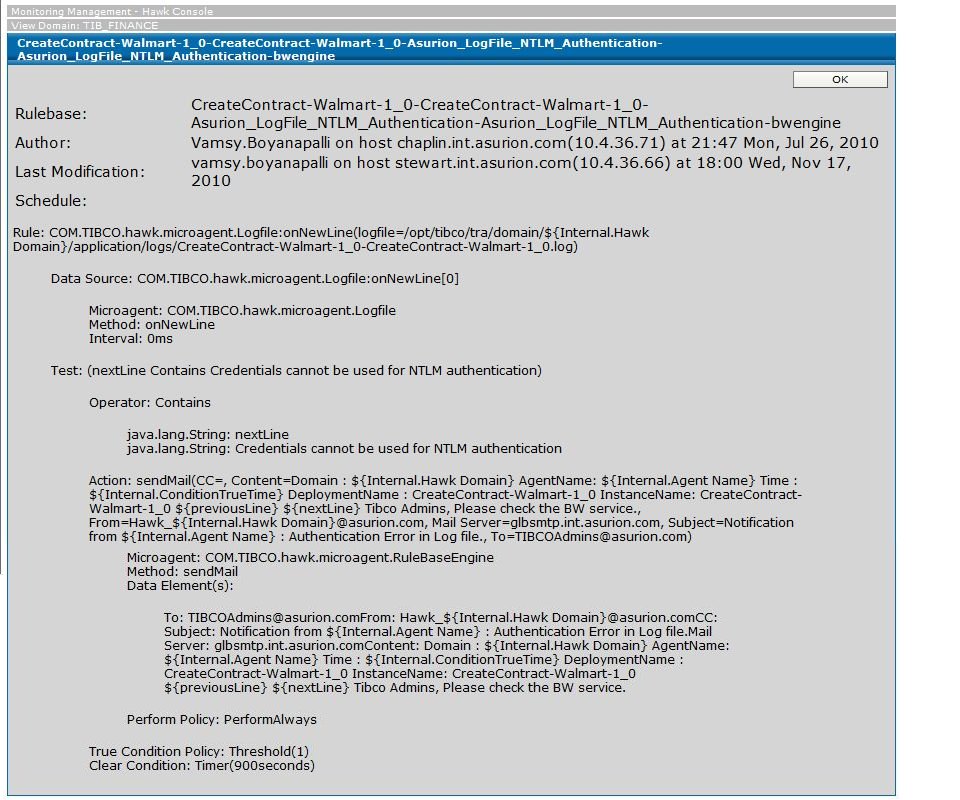 Monitoring Management - Hawk Console
View Domain: TIB_FINANCE
CreateContract-Walmart-1_0-CreateContract-Walmart-1_0-Asurion_LogFile_NTLM_Authentication-
Asurion_LogFile_NTLM_Authentication-bwengine
OK
Rulebase:
CreateContract-Walmart-1_0-CreateContract-Walmart-1_0-
Asurion_LogFile_NTLM_Authentication-Asurion_LogFile_NTLM_Authentication-bwengine
Author:
Vamsy.Boyanapalli on host chaplin.int.asurion.com(10.4.36.71) at 21:47 Mon, Jul 26, 2010
Last Modification:
vamsy.boyanapalli on host stewart.int.asurion.com(10.4.36.66) at 18:00 Wed, Nov 17,
2010
Schedule:
Rule: COM.TIBCO.hawk.microagent.Logfile:onNewLine(logfile=/opt/tibco/tra/domain/${Internal.Hawk
Domain}/application/logs/CreateContract-Walmart-1_0-CreateContract-Walmart-1_0.log)
Data Source: COM.TIBCO.hawk.microagent.Logfile:onNewLine[0]
Microagent: COM.TIBCO.hawk.microagent.Logfile
Method: onNewLine
Interval: 0ms
Test: (nextLine Contains Credentials cannot be used for NTLM authentication)
Operator: Contains
java.lang.String: nextLine
java.lang.String: Credentials cannot be used for NTLM authentication
Action: sendMail(CC=, Content=Domain : ${Internal.Hawk Domain} AgentName: ${Internal.Agent Name} Time :
${Internal.ConditionTrueTime} DeploymentName : CreateContract-Walmart-1_0 InstanceName: CreateContract-
Walmart-1_0 ${previousLine} ${nextLine} Tibco Admins, Please check the BW service.,
From=Hawk_${Internal.Hawk Domain}@asurion.com, Mail Server=glbsmtp.int.asurion.com, Subject=Notification
from ${Internal.Agent Name} : Authentication Error in Log file., To=TIBCOAdmins@asurion.com)
Microagent: COM.TIBCO.hawk.microagent.RuleBaseEngine
Method: sendMail
Data Element(s):
To: TIBCOAdmins@asurion.comFrom: Hawk_${Internal.Hawk Domain}@asurion.comCC:
Subject: Notification from ${Internal.Agent Name} : Authentication Error in Log file.Mail
Server: glbsmtp.int.asurion.comContent: Domain : ${Internal.Hawk Domain} AgentName:
${Internal.Agent Name} Time : ${Internal.ConditionTrueTime} DeploymentName :
CreateContract-Walmart-1_0 InstanceName: CreateContract-Walmart-1_0
${previousLine} ${nextLine} Tibco Admins, Please check the BW service.
Perform Policy: PerformAlways
True Condition Policy: Threshold(1)
Clear Condition: Timer(900seconds)